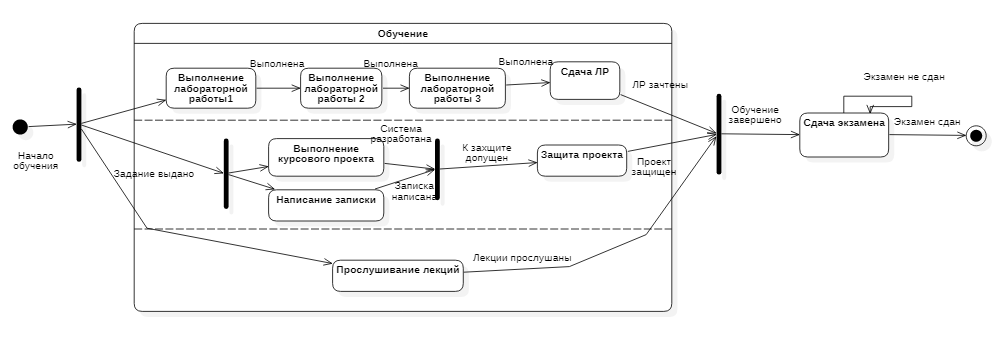 Обучение
Выполнена
Выполнена
Выполнена
Выполнение
лабораторной
работы1
Выполнение
лабораторной
работы 2
Выполнение
лабораторной
работы 3
Сдача ЛР
ЛР зачтены
Экзамен не сдан
Обучение
завершено
Сдача экзамена
Экзамен сдан
Начало
обучения
Задание выдано
Система
разработана
Выполнение
курсового проекта
Написание записки
Записка
написана
К захщите
допущен
Защита проекта
Проект
защищен
Прослушивание лекций
Лекции прослушаны